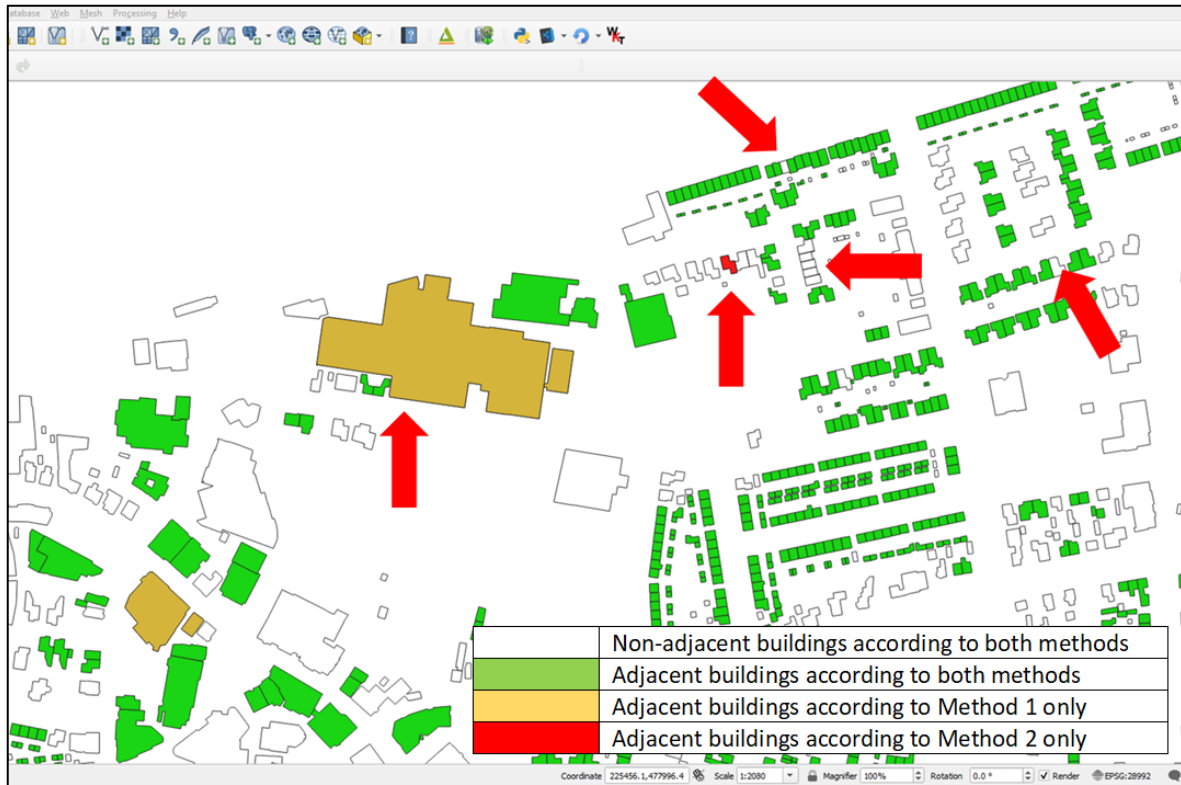 Web Mesh Processing Help
WKT
Non-adjacent buildings according to both methods
Adjacent buildings according to both methods
Adjacent buildings according to Method 1 only
Adjacent buildings according to Method 2 only
Coordinate 225456.1,477996.4 Scale 1:2080 Magnifier 100% Rotation 0.0 ° Render EPSG:28992